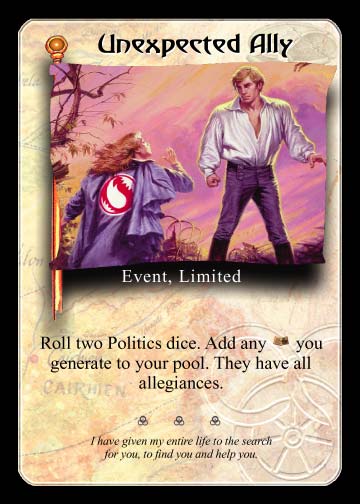 Unexpected Ally
Event, Limited
Roll two Politics dice. Add any you
generate to your pool. They have all
allegiances.
CAIRHIEN
I have given my entire life to the search
for you, to find you and help you.